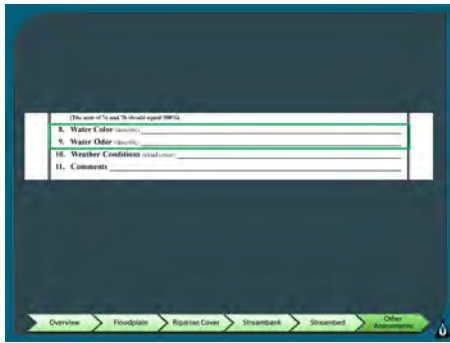 (The sum of 7a and 7b should equal 100%)
8. Water Color (describe)
9. Water Odor (describe)
10. Weather Conditions
11. Comments
Overview
Floodplain
Riparian Cover
Streambank
Streambed
Other
Assessments